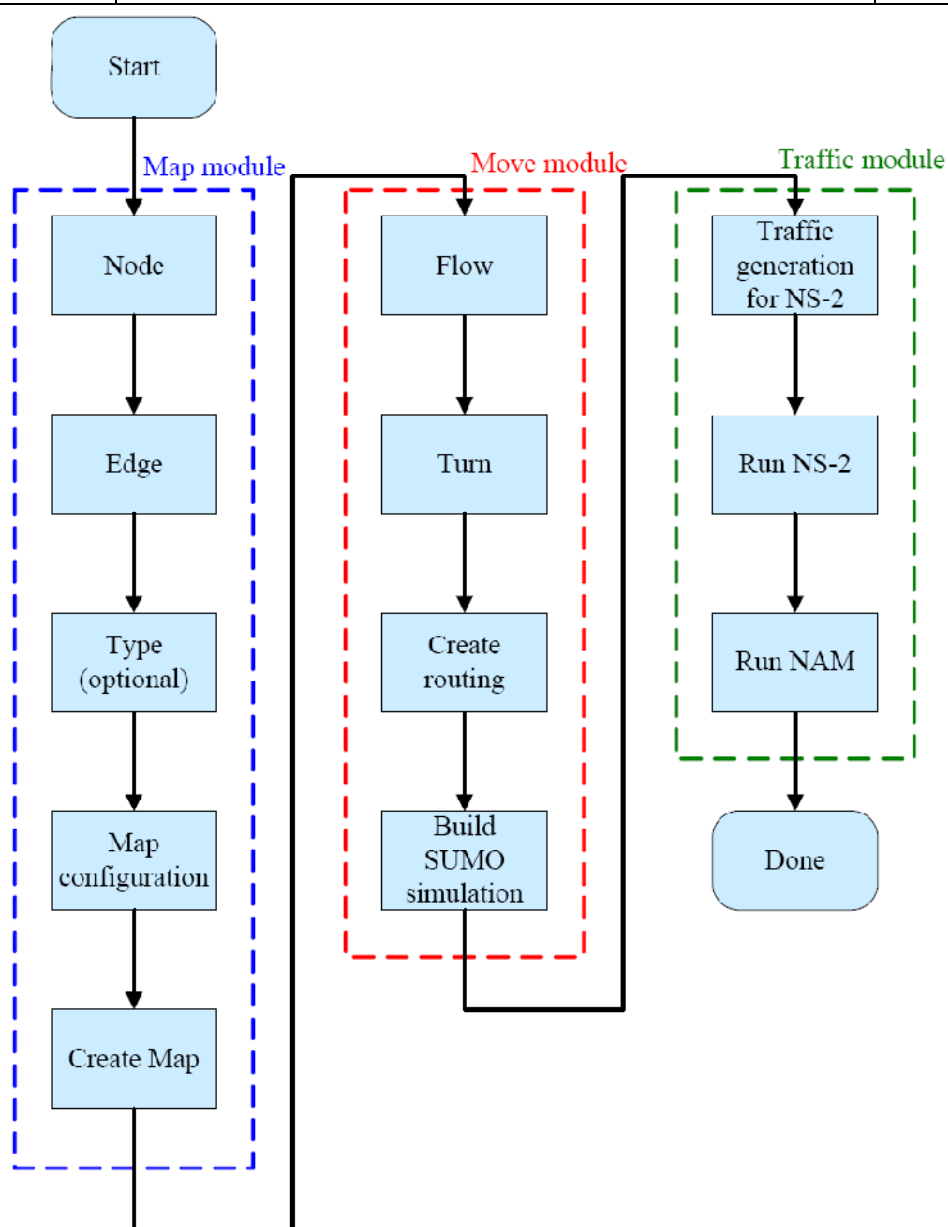 Start
Map module
Node
Edge
Type
(optional)
Map
configuration
Create Map
Move module
Flow
Turn
Create
routing
Build
SUMO
simulation
Traffic module
Traffic
generation
for NS-2
Run NS-2
Run NAM
Done